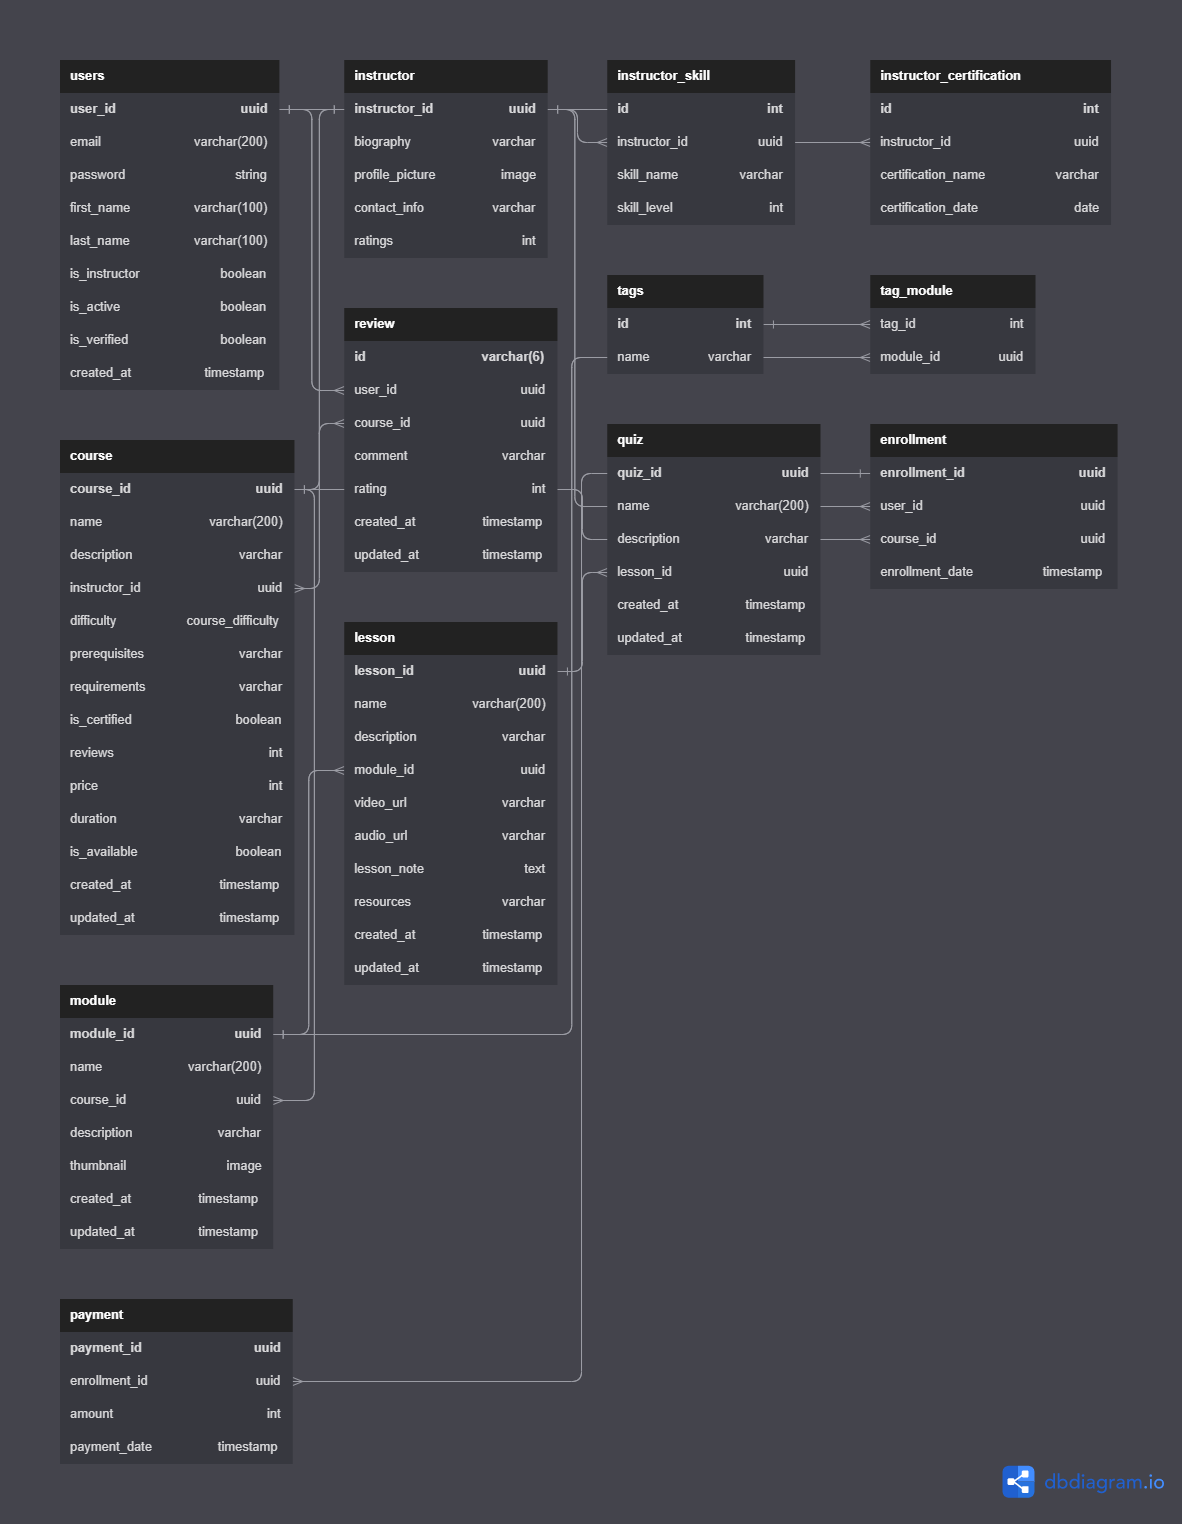 users
user_id uuid
email varchar(200)
password string
first_name varchar(100)
last_name varchar(100)
is_instructor boolean
is_active boolean
is_verified boolean
created_at timestamp
instructor
instructor_id uuid
biography varchar
profile_picture image
contact_info varchar
ratings int
instructor_skill
id int
instructor_id uuid
skill_name varchar
skill_level int
instructor_certification
id int
instructor_id uuid
certification_name varchar
certification_date date
tags
id int
name varchar
tag_module
tag_id int
module_id uuid
review
id varchar(6)
user_id uuid
course_id uuid
comment varchar
rating int
created_at timestamp
updated_at timestamp
quiz
quiz_id uuid
name varchar(200)
description varchar
lesson_id uuid
created_at timestamp
updated_at timestamp
enrollment
enrollment_id uuid
user_id uuid
course_id uuid
enrollment_date timestamp
course
course_id uuid
name varchar(200)
description varchar
instructor_id uuid
difficulty course_difficulty
prerequisites varchar
requirements varchar
is_certified boolean
reviews int
price int
duration varchar
is_available boolean
created_at timestamp
updated_at timestamp
lesson
lesson_id uuid
name varchar(200)
description varchar
module_id uuid
video_url varchar
audio_url varchar
lesson_note text
resources varchar
created_at timestamp
updated_at timestamp
module
module_id uuid
name varchar(200)
course_id uuid
description varchar
thumbnail image
created_at timestamp
updated_at timestamp
payment
payment_id uuid
enrollment_id uuid
amount int
payment_date timestamp
dbdiagram.io